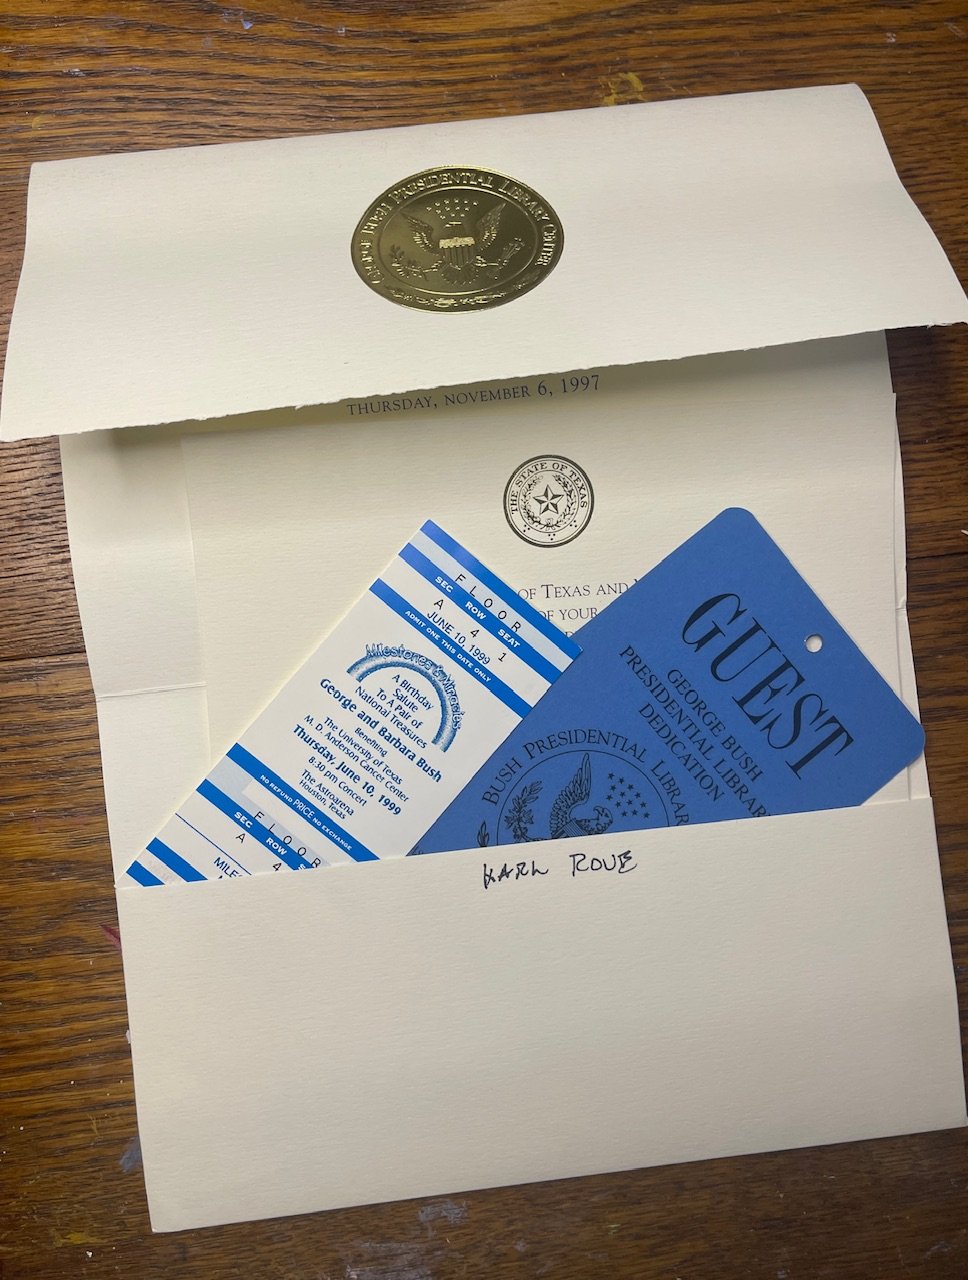 GEORGE BUSH PRESIDENTIAL LIBRARY CENTER
THURSDAY, NOVEMBER 6, 1997
THE STATE OF TEXAS
OF TEXAS AND
OF YOUR
FLOOR
SEC ROW SEAT
A 4 1
JUNE 10, 1999
ADMIT ONE THIS DATE ONLY
Milestones & Miracles
A Birthday
Salute
To A Pair of
National Treasures
George and Barbara Bush
Benefiting
The University of Texas
M. D. Anderson Cancer Center
Thursday, June 10, 1999
8:30 pm Concert
The Astroarena
Houston, Texas
NO REFUND PRICE NO EXCHANGE
FLOOR
SEC ROW S
A 4
MILE
GUEST
GEORGE BUSH
PRESIDENTIAL LIBRAR
DEDICATION
BUSH PRESIDENTIAL LIBRAR
KARL ROVE